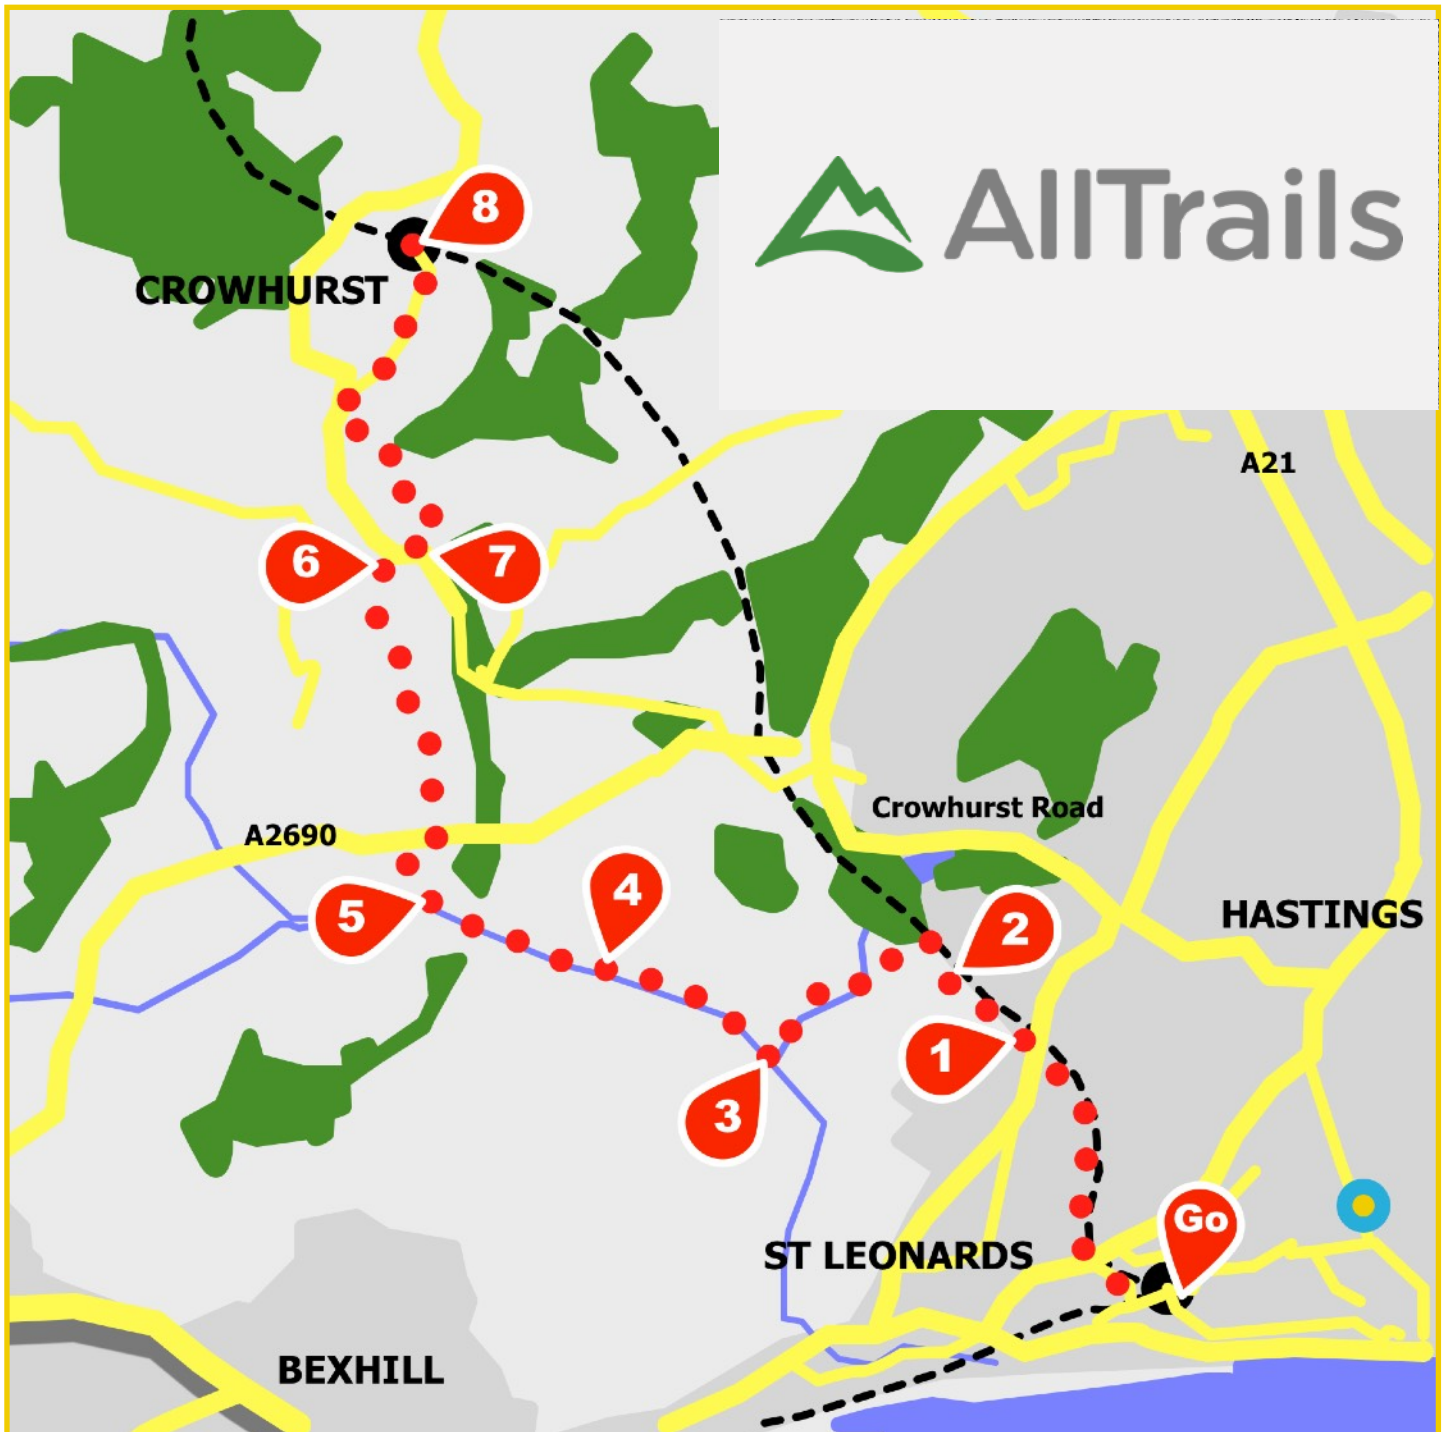 AllTrails
8
CROWHURST
A21
6
7
Crowhurst Road
A2690
4
5
2
HASTINGS
1
3
Go
ST LEONARDS
BEXHILL